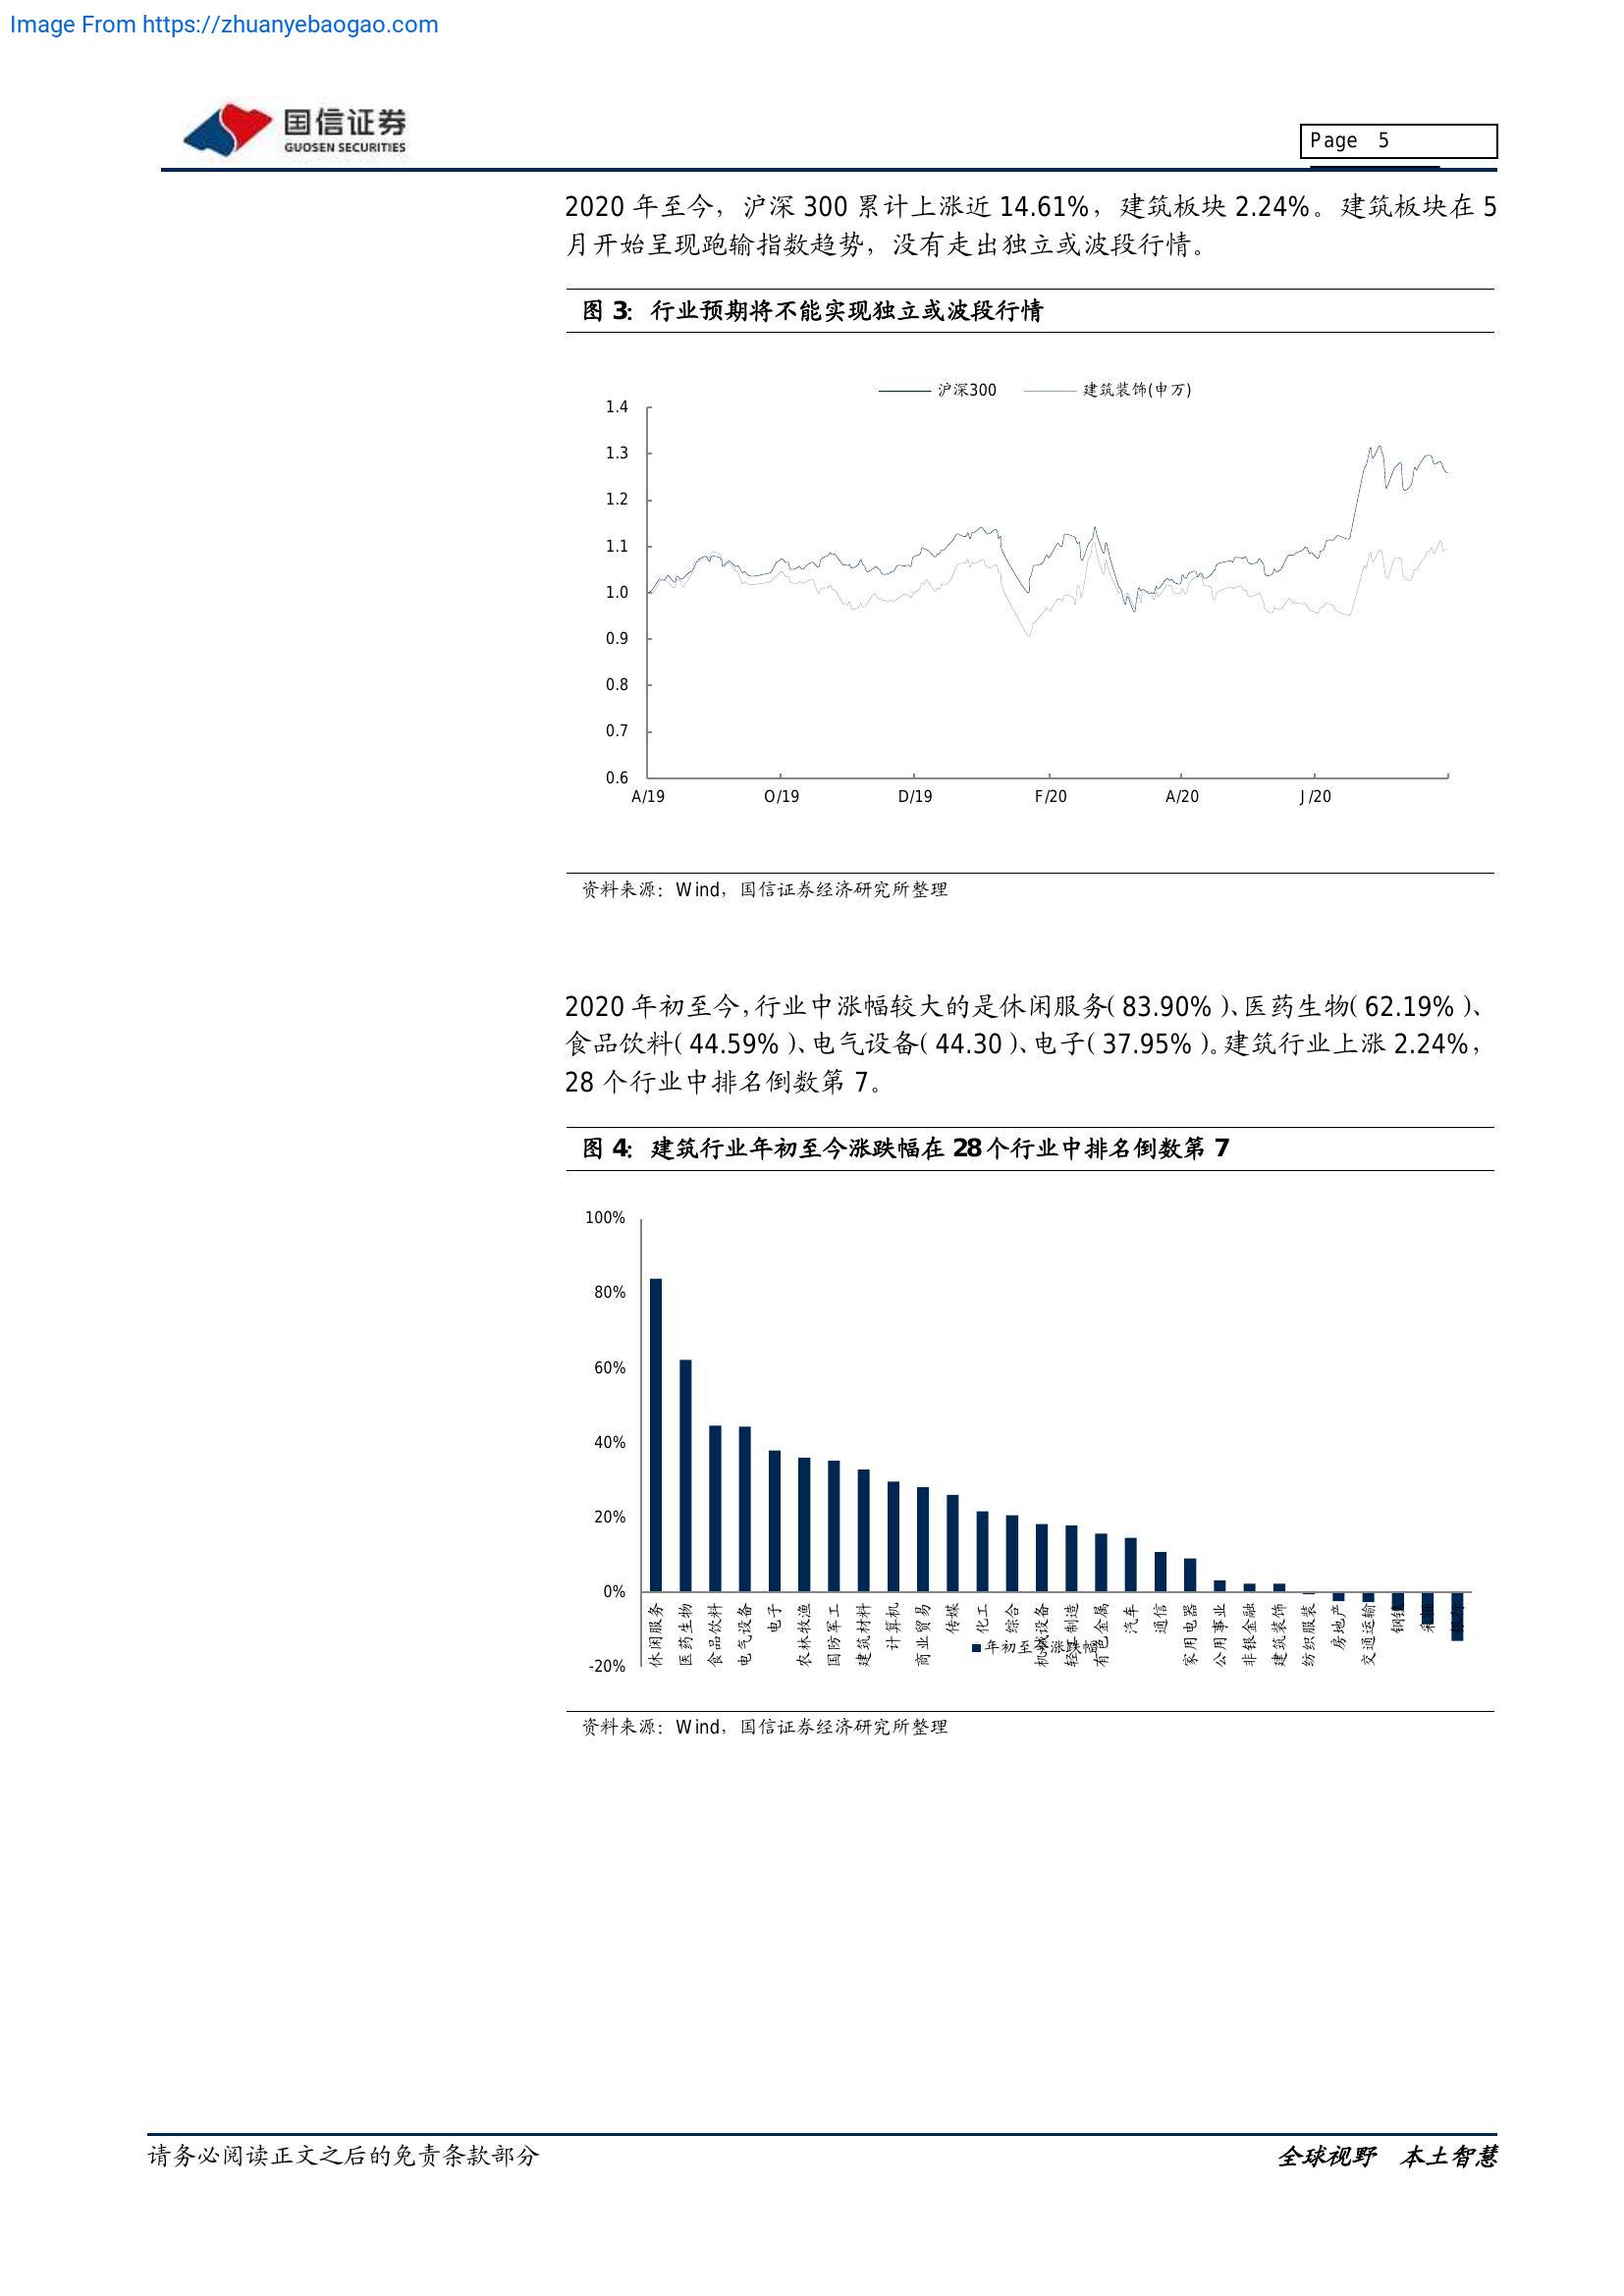 Image From https://zhuanyebaogao.com
国信证券
GUOSEN SECURITIES
Page 5
2020 年至今，沪深 300 累计上涨近 14.61%，建筑板块 2.24%。建筑板块在 5
月开始呈现跑输指数趋势，没有走出独立或波段行情。
图 3：行业预期将不能实现独立或波段行情
沪深300 建筑装饰(申万)
1.4
1.3
1.2
1.1
1.0
0.9
0.8
0.7
0.6
A/19 O/19 D/19 F/20 A/20 J/20
资料来源：Wind，国信证券经济研究所整理
2020 年初至今，行业中涨幅较大的是休闲服务（83.90%）、医药生物（62.19%）、
食品饮料（44.59%）、电气设备（44.30）、电子（37.95%）。建筑行业上涨 2.24%，
28 个行业中排名倒数第 7。
图 4：建筑行业年初至今涨跌幅在 28 个行业中排名倒数第 7
100%
80%
60%
40%
20%
0%
-20%
休闲服务
医药生物
食品饮料
电气设备
电子
农林牧渔
国防军工
建筑材料
计算机
商业贸易
传媒
化工
综合
机械设备
轻工制造
有色金属
汽车
通信
家用电器
公用事业
非银金融
建筑装饰
纺织服装
房地产
交通运输
钢铁
年初至今涨跌幅
资料来源：Wind，国信证券经济研究所整理
请务必阅读正文之后的免责条款部分
全球视野 本土智慧